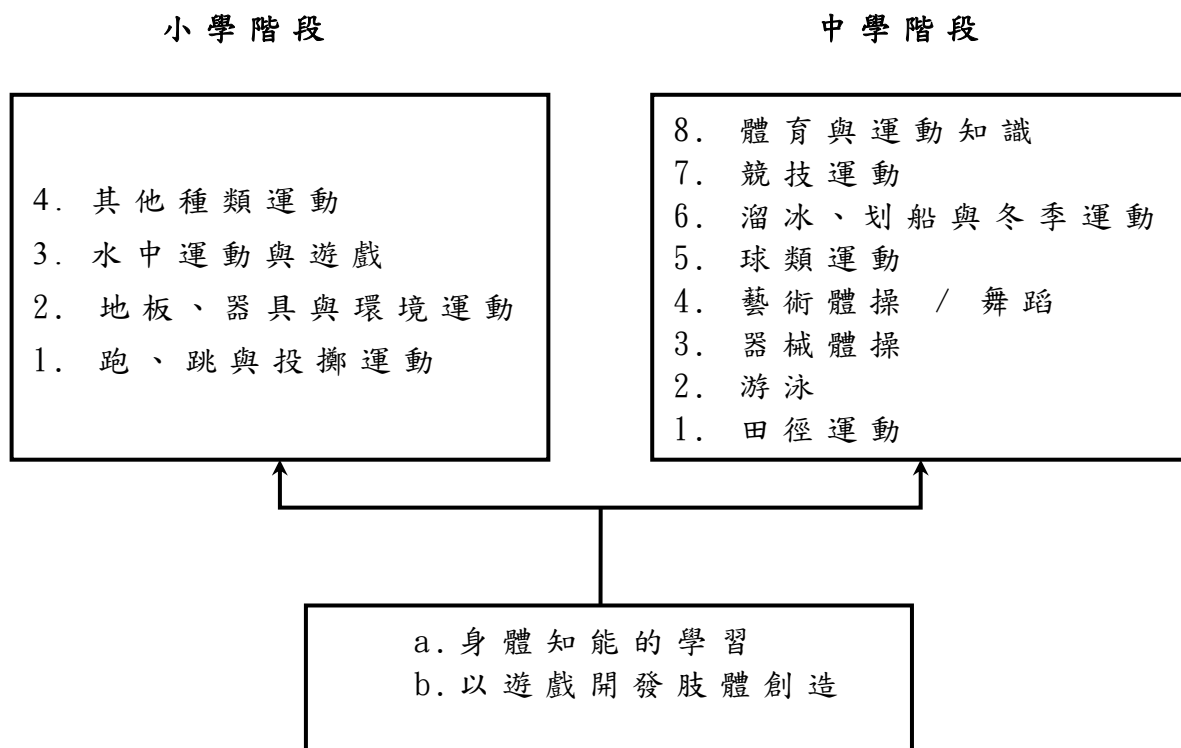 小學階段
中學階段
4. 其他種類運動
3. 水中運動與遊戲
2. 地板、器具與環境運動
1. 跑、跳與投擲運動
8. 體育與運動知識
7. 競技運動
6. 溜冰、划船與冬季運動
5. 球類運動
4. 藝術體操 / 舞蹈
3. 器械體操
2. 游泳
1. 田徑運動
a.身體知能的學習
b.以遊戲開發肢體創造